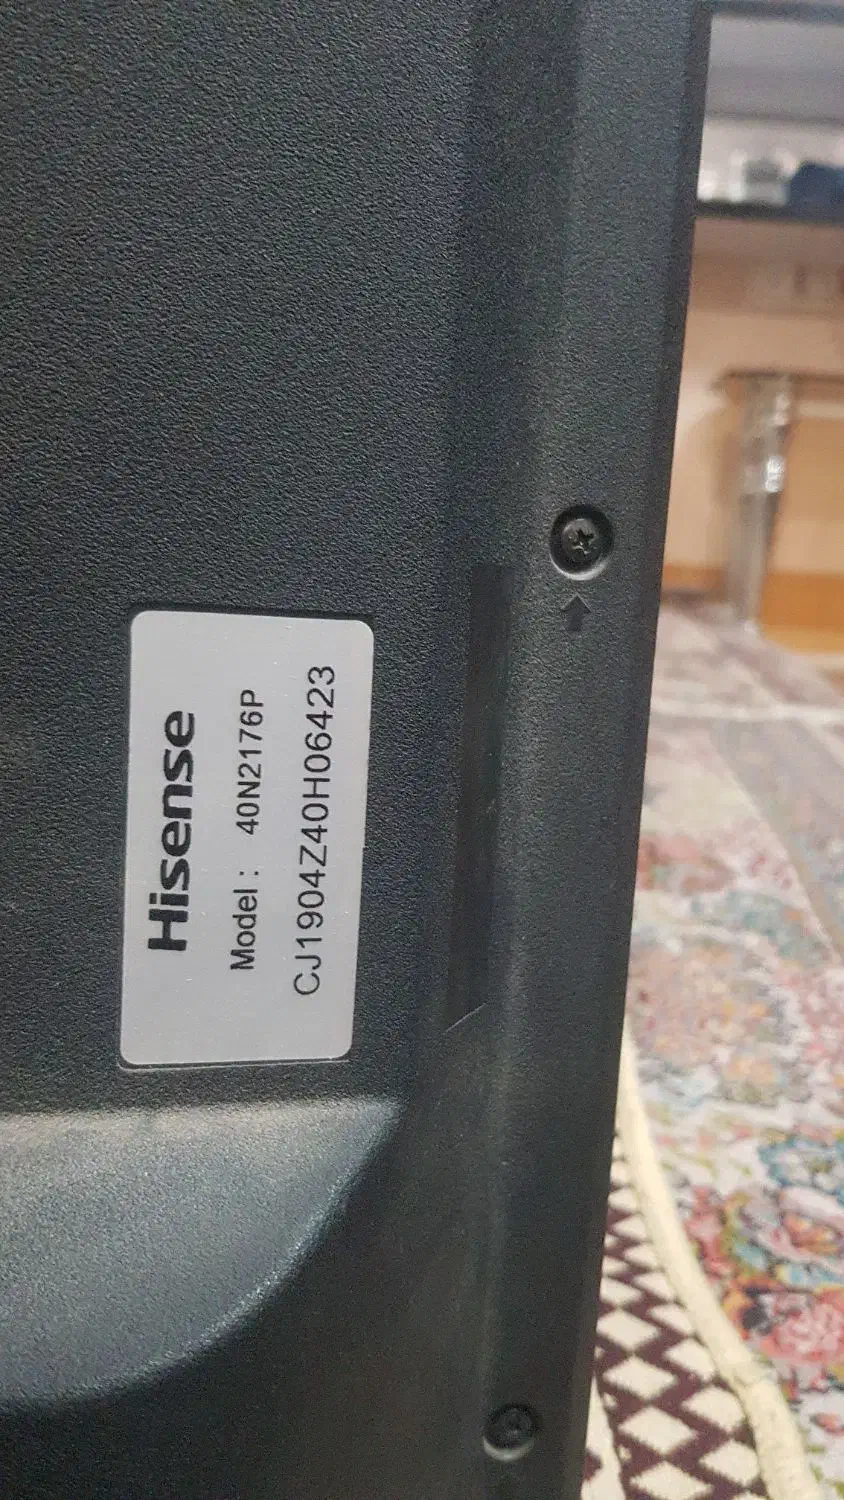 Hisense
Model : 40N2176P
CJ1904Z40H06423